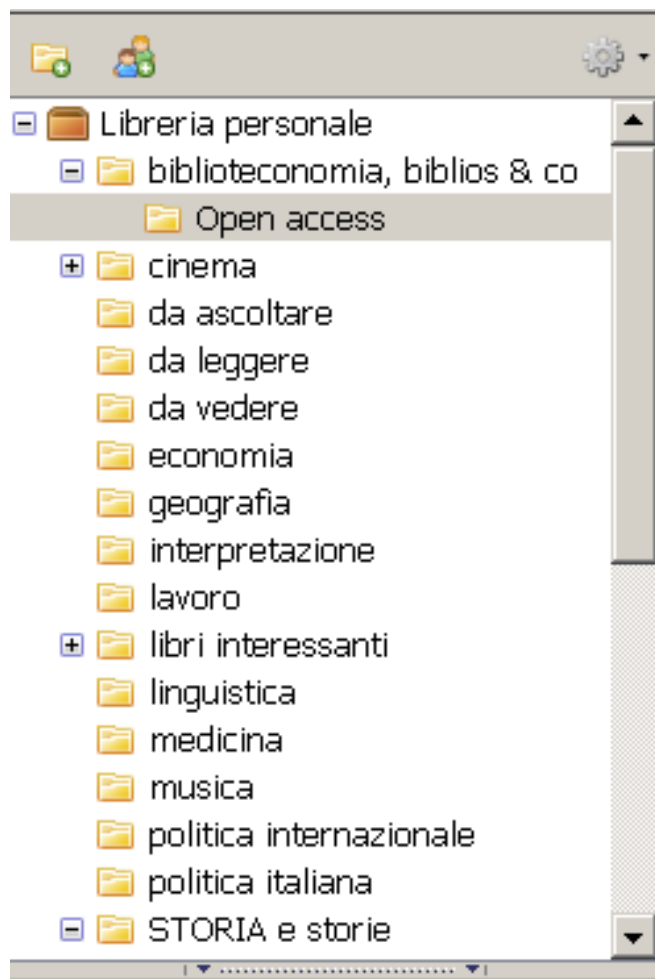 Libreria personale
biblioteconomia, biblios & co
Open access
cinema
da ascoltare
da leggere
da vedere
economia
geografia
interpretazione
lavoro
libri interessanti
linguistica
medicina
musica
politica internazionale
politica italiana
STORIA e storie